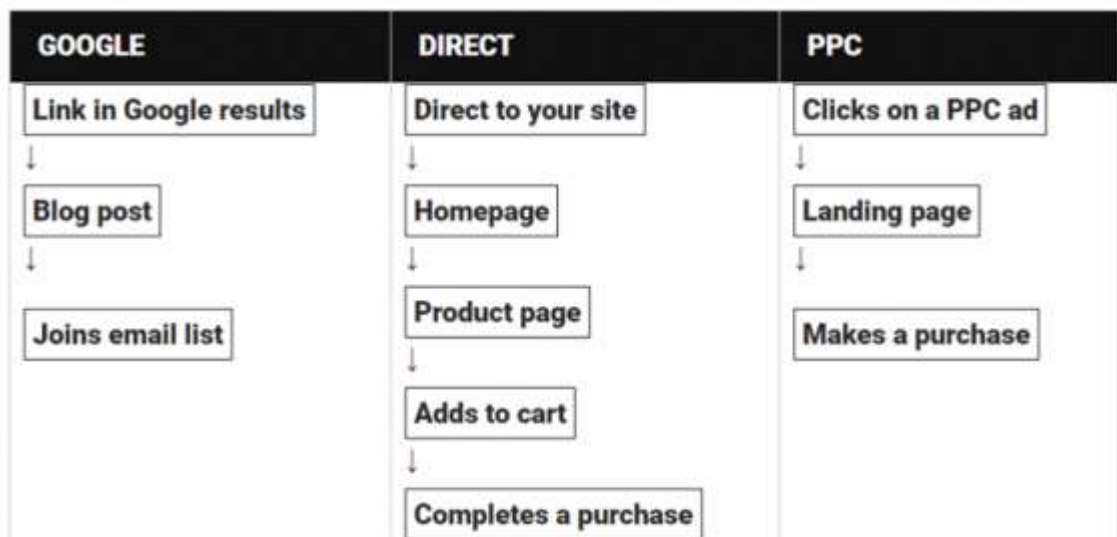 GOOGLE
Link in Google results
↓
Blog post
↓
Joins email list
DIRECT
Direct to your site
↓
Homepage
↓
Product page
↓
Adds to cart
↓
Completes a purchase
PPC
Clicks on a PPC ad
↓
Landing page
↓
Makes a purchase